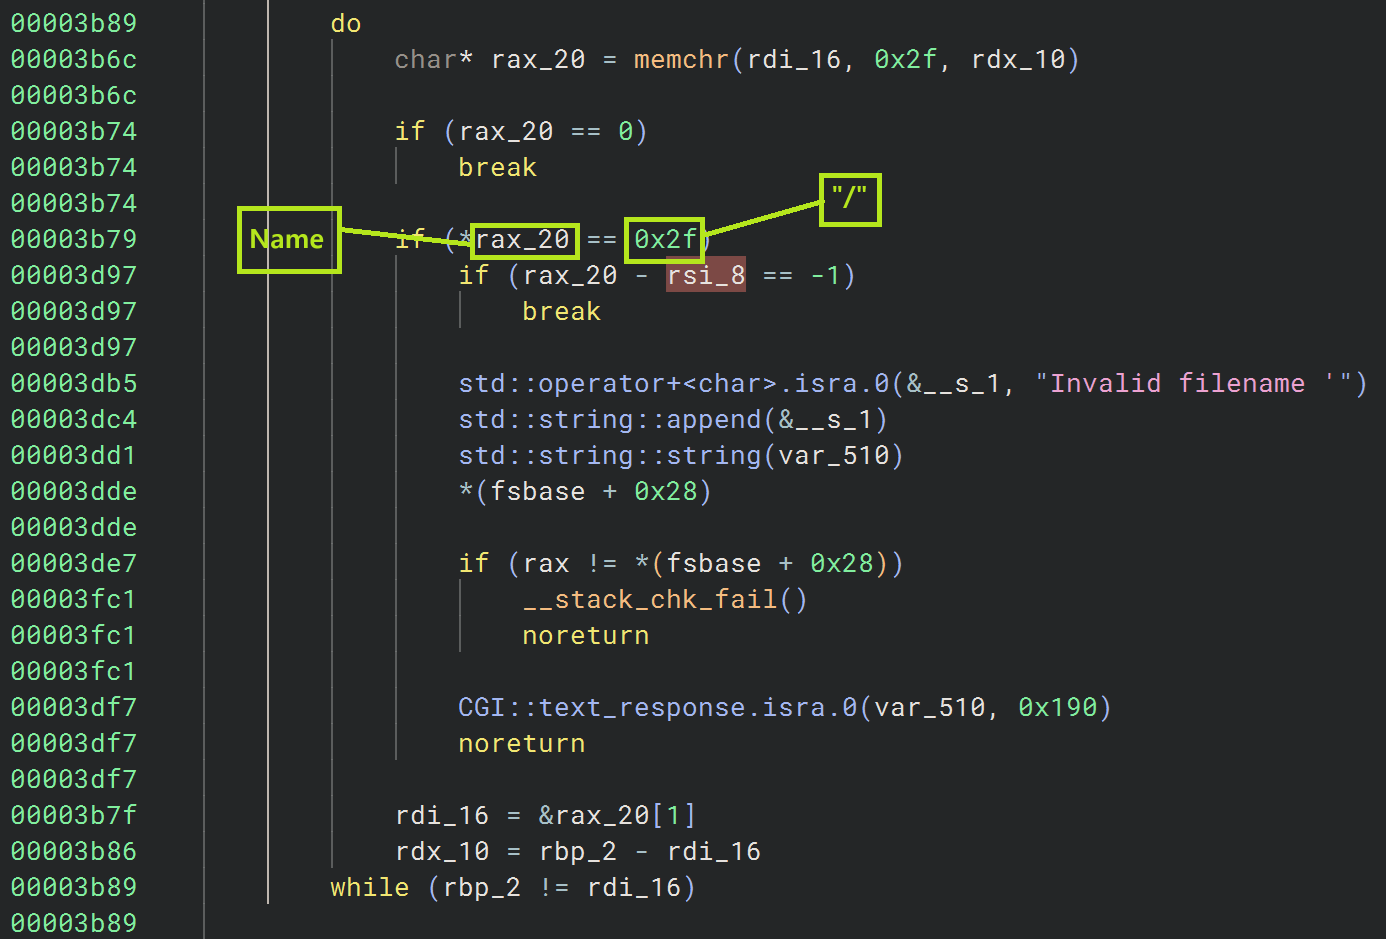 00003b89 do
00003b6c char* rax_20 = memchr(rdi_16, 0x2f, rdx_10)
00003b6c
00003b74 if (rax_20 == 0)
00003b74 break
00003b74 "/"
00003b79 Name if (*rax_20 == 0x2f)
00003d97 if (rax_20 - rsi_8 == -1)
00003d97 break
00003d97
00003db5 std::operator+<char>.isra.0(&__s_1, "Invalid filename '")
00003dc4 std::string::append(&__s_1)
00003dd1 std::string::string(var_510)
00003dde *(fsbase + 0x28)
00003dde
00003de7 if (rax != *(fsbase + 0x28))
00003fc1 __stack_chk_fail()
00003fc1 noreturn
00003fc1
00003df7 CGI::text_response.isra.0(var_510, 0x190)
00003df7 noreturn
00003df7
00003b7f rdi_16 = &rax_20[1]
00003b86 rdx_10 = rbp_2 - rdi_16
00003b89 while (rbp_2 != rdi_16)
00003b89